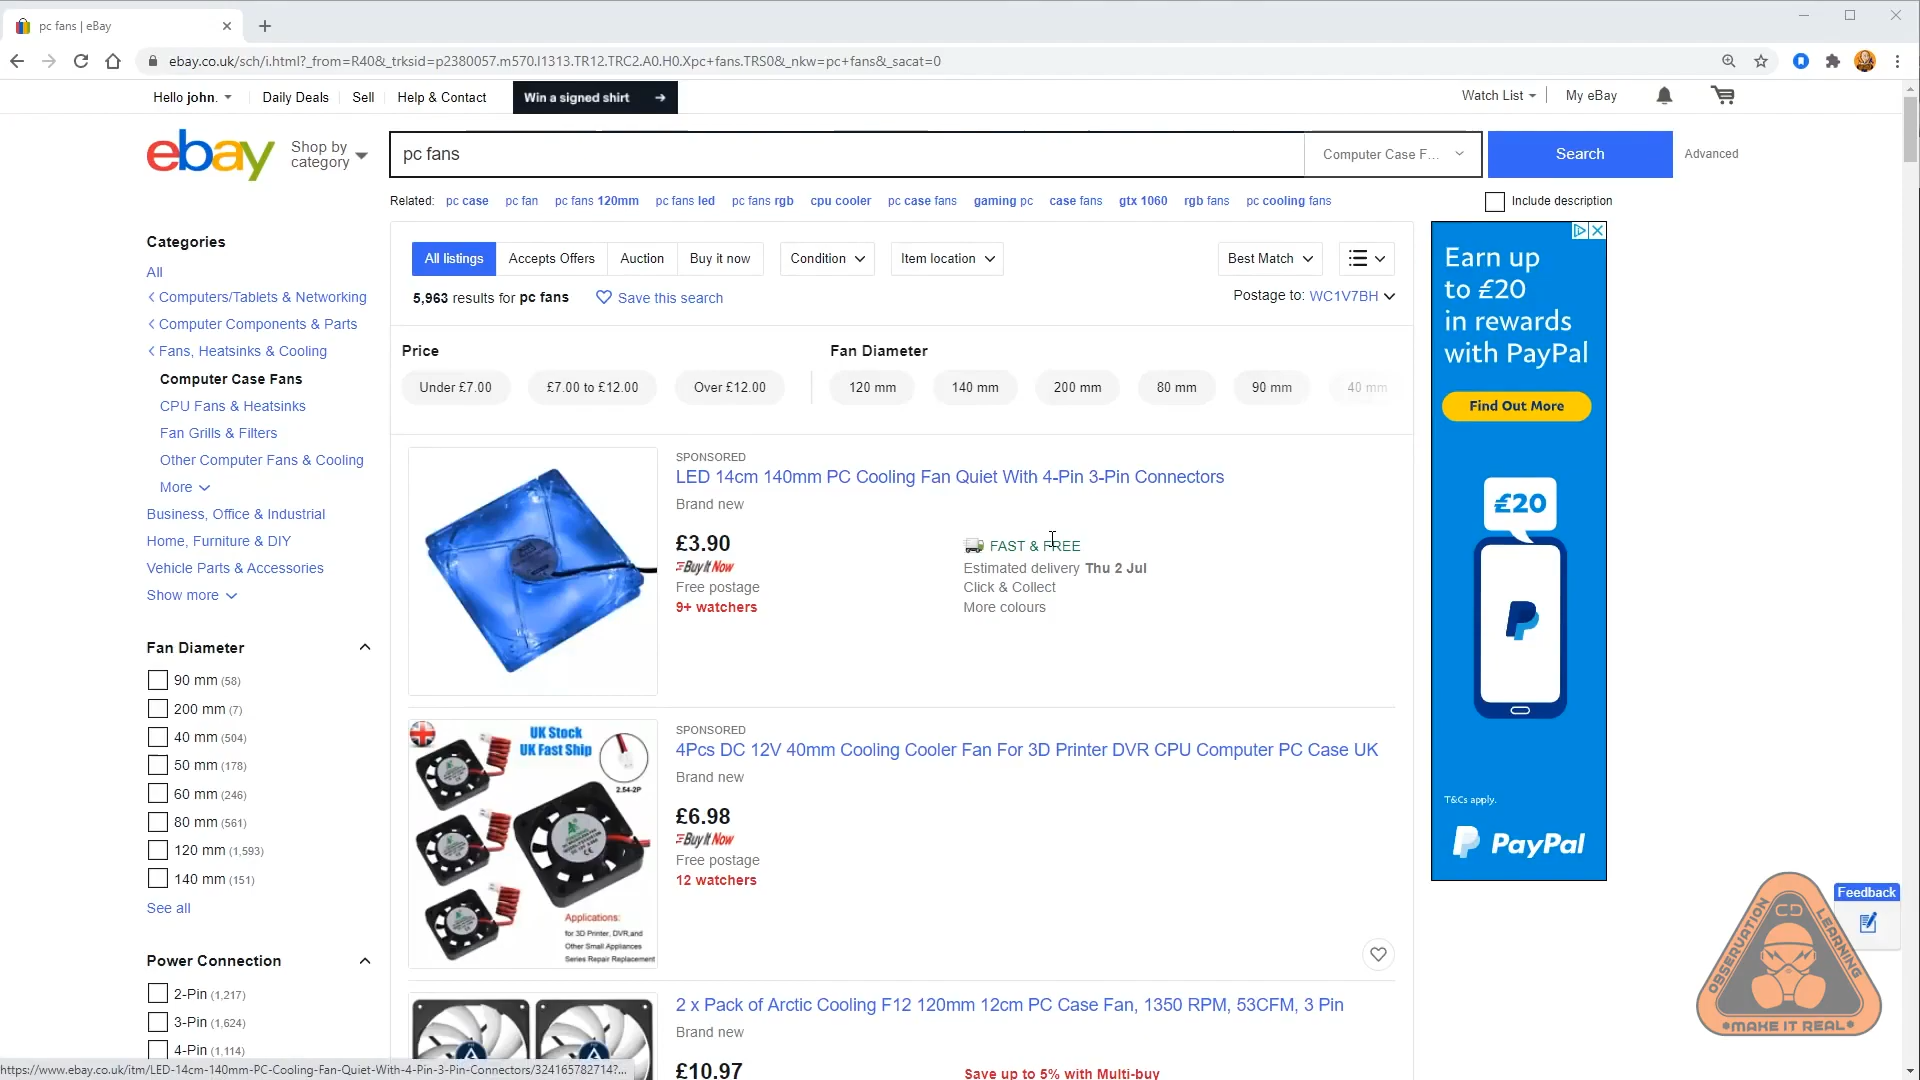 pc fans | eBay
ebay.co.uk/sch/i.html?_from=R40&_trksid=p2380057.m570.l1313.TR12.TRC2.A0.H0.Xpc+fans.TRS0&_nkw=pc+fans&_sacat=0
Hello john.
Daily Deals
Sell
Help & Contact
Win a signed shirt
Watch List
My eBay
ebay
Shop by category
pc fans
Computer Case F...
Search
Advanced
Related: pc case pc fan pc fans 120mm pc fans led pc fans rgb cpu cooler pc case fans gaming pc case fans gtx 1060 rgb fans pc cooling fans
Include description
Categories
All
Computers/Tablets & Networking
Computer Components & Parts
Fans, Heatsinks & Cooling
Computer Case Fans
CPU Fans & Heatsinks
Fan Grills & Filters
Other Computer Fans & Cooling
More
Business, Office & Industrial
Home, Furniture & DIY
Vehicle Parts & Accessories
Show more
Fan Diameter
90 mm (58)
200 mm (7)
40 mm (504)
50 mm (178)
60 mm (246)
80 mm (561)
120 mm (1,593)
140 mm (151)
See all
Power Connection
2-Pin (1,217)
3-Pin (1,624)
4-Pin (1,114)
All listings
Accepts Offers
Auction
Buy it now
Condition
Item location
Best Match
5,963 results for pc fans
Save this search
Postage to: WC1V7BH
Price
Under £7.00
£7.00 to £12.00
Over £12.00
Fan Diameter
120 mm
140 mm
200 mm
80 mm
90 mm
40 mm
SPONSORED
LED 14cm 140mm PC Cooling Fan Quiet With 4-Pin 3-Pin Connectors
Brand new
£3.90
Buy It Now
Free postage
9+ watchers
FAST & FREE
Estimated delivery Thu 2 Jul
Click & Collect
More colours
UK Stock
UK Fast Ship
2.54-2P
Applications:
for 3D Printer, DVR,and
Other Small Appliances
Series Repair Replacement
SPONSORED
4Pcs DC 12V 40mm Cooling Cooler Fan For 3D Printer DVR CPU Computer PC Case UK
Brand new
£6.98
Buy It Now
Free postage
12 watchers
2 x Pack of Arctic Cooling F12 120mm 12cm PC Case Fan, 1350 RPM, 53CFM, 3 Pin
Brand new
£10.97
Save up to 5% with Multi-buy
Earn up
to £20
in rewards
with PayPal
Find Out More
£20
T&Cs apply.
PayPal
Feedback
CD
OBSERVATION
LEARNING
*MAKE IT REAL*
https://www.ebay.co.uk/itm/LED-14cm-140mm-PC-Cooling-Fan-Quiet-With-4-Pin-3-Pin-Connectors/324165782714?...